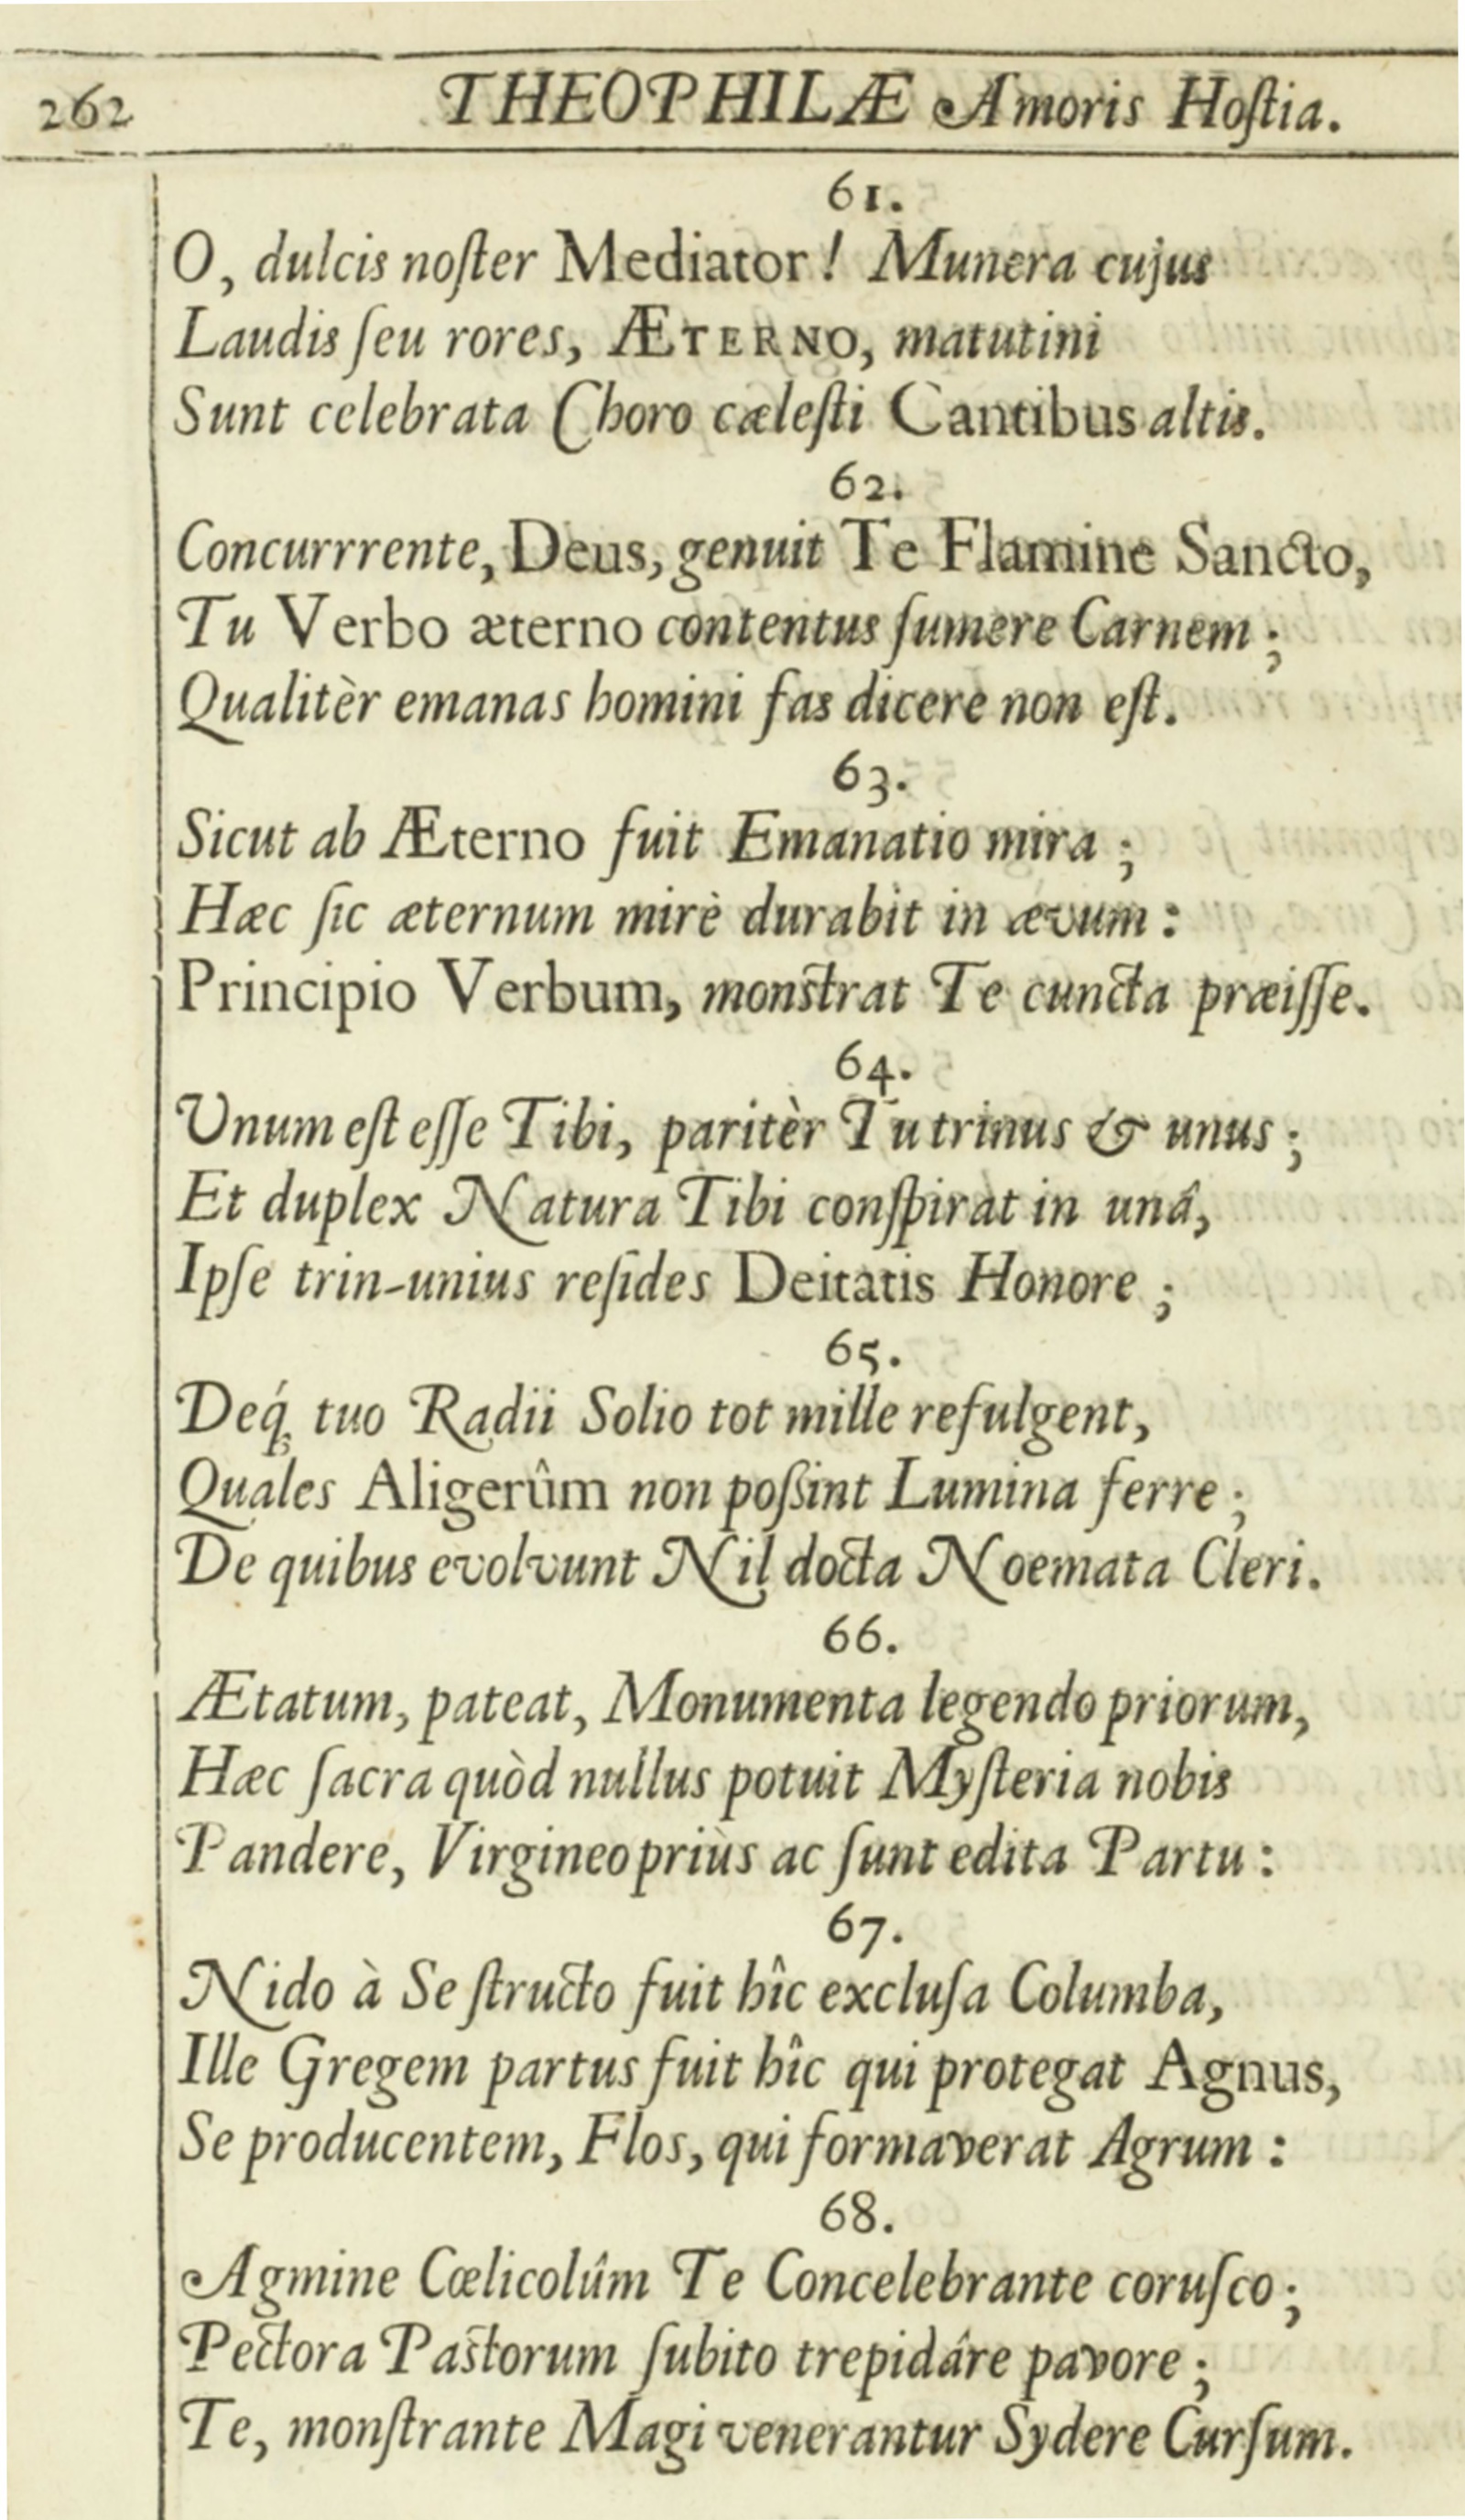 262 THEOPHILÆ Amoris Hoſtia.
61.
O, dulcis noſter Mediator! Munera cujus
Laudis ſeu rores, ÆTERNO, matutini
Sunt celebrata Choro cæleſti Cantibus altis.
62.
Concurrrente, Deus, genuit Te Flamine Sancto,
Tu Verbo æterno contentus ſumere Carnem;
Qualitèr emanas homini fas dicere non eſt.
63.
Sicut ab Æterno fuit Emanatio mira;
Hæc ſic æternum mirè durabit in ævum:
Principio Verbum, monstrat Te cuncta præiſſe.
64.
Unum eſt eſſe Tibi, paritèr Tu trinus & unus;
Et duplex Natura Tibi conſpirat in unâ,
Ipſe trin-unius reſides Deitatis Honore;
65.
Deq́; tuo Radii Solio tot mille refulgent,
Quales Aligerûm non poßint Lumina ferre;
De quibus evolvunt Nil docta Noemata Cleri.
66.
Ætatum, pateat, Monumenta legendo priorum,
Hæc ſacra quòd nullus potuit Myſteria nobis
Pandere, Virgineo priùs ac ſunt edita Partu:
67.
Nido à Se ſtructo fuit hîc excluſa Columba,
Ille Gregem partus fuit hîc qui protegat Agnus,
Se producentem, Flos, qui formaverat Agrum:
68.
Agmine Cœlicolûm Te Concelebrante coruſco;
Pectora Pastorum ſubito trepidâre pavore;
Te, monſtrante Magi venerantur Sydere Curſum.